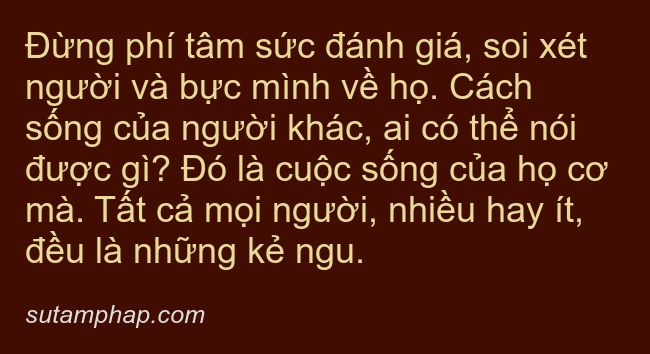 Đừng phí tâm sức đánh giá, soi xét
người và bực mình về họ. Cách
sống của người khác, ai có thể nói
được gì? Đó là cuộc sống của họ cơ
mà. Tất cả mọi người, nhiều hay ít,
đều là những kẻ ngu.
sutamphap.com